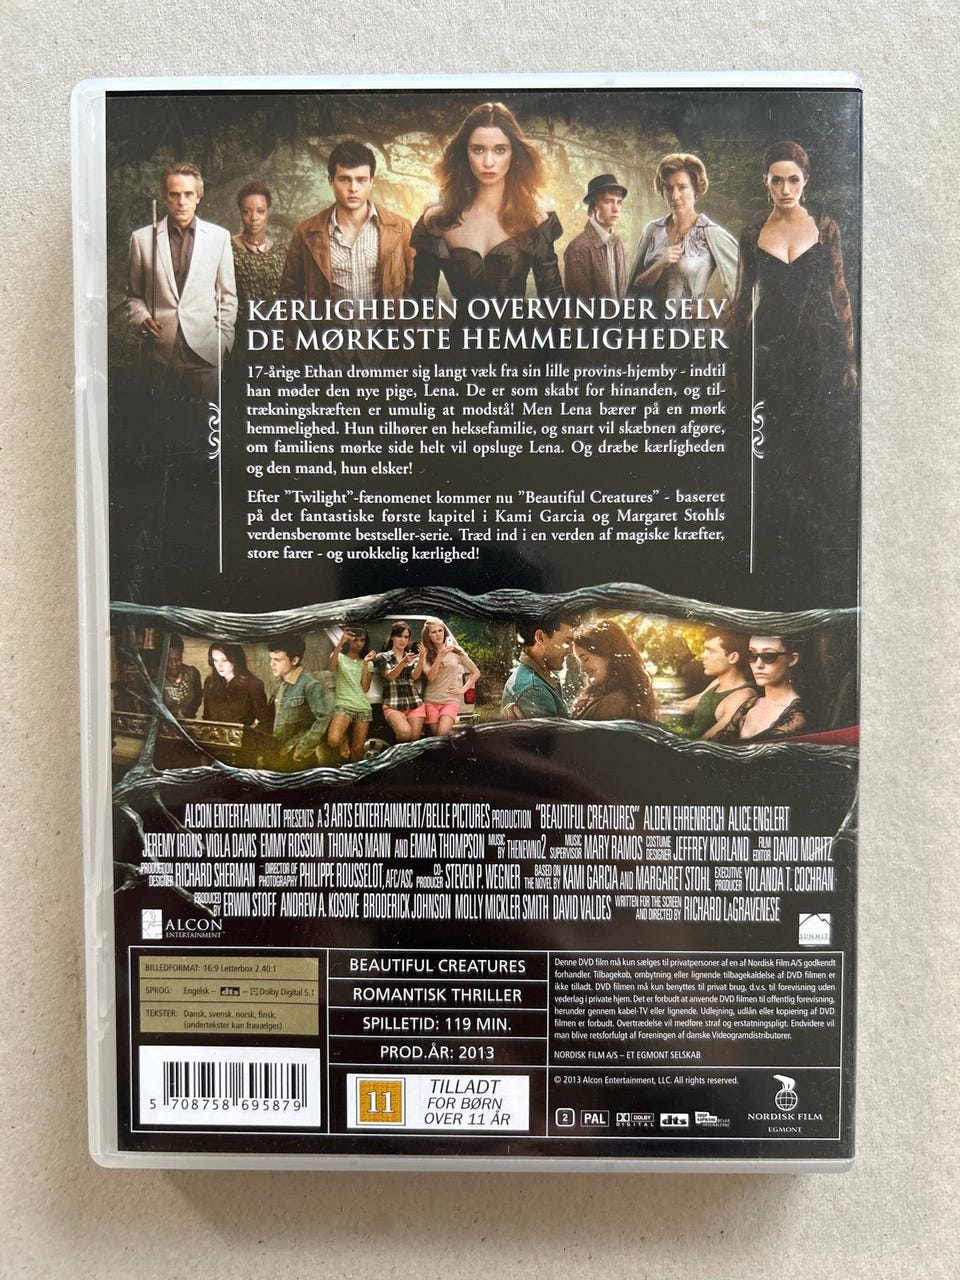 KÆRLIGHEDEN OVERVINDER SELV
DE MØRKESTE HEMMELIGHEDER
17-årige Ethan drømmer sig langt væk fra sin lille provins-hjemby - indtil
han møder den nye pige, Lena. De er som skabt for hinanden, og til-
trækningskræften er umulig at modstå! Men Lena bærer på en mørk
hemmelighed. Hun tilhører en heksefamilie, og snart vil skæbnen afgøre,
om familiens mørke side helt vil opsluge Lena. Og dræbe kærligheden
og den mand, hun elsker!
Efter ”Twilight”-fænomenet kommer nu ”Beautiful Creatures” - baseret
på det fantastiske første kapitel i Kami Garcia og Margaret Stohls
verdensberømte bestseller-serie. Træd ind i en verden af magiske kræfter,
store farer - og urokkelig kærlighed!
ALCON ENTERTAINMENT PRESENTS A 3 ARTS ENTERTAINMENT/BELLE PICTURES PRODUCTION “BEAUTIFUL CREATURES” ALDEN EHRENREICH ALICE ENGLERT
JEREMY IRONS VIOLA DAVIS EMMY ROSSUM THOMAS MANN AND EMMA THOMPSON MUSIC BY THENEWNO2 MUSIC SUPERVISOR MARY RAMOS COSTUME DESIGNER JEFFREY KURLAND FILM EDITOR DAVID MORITZ
PRODUCTION DESIGNER RICHARD SHERMAN DIRECTOR OF PHOTOGRAPHY PHILIPPE ROUSSELOT, AFC/ASC CO-PRODUCER STEVEN P. WEGNER BASED ON THE NOVEL BY KAMI GARCIA AND MARGARET STOHL EXECUTIVE PRODUCER YOLANDA T. COCHRAN
PRODUCED BY ERWIN STOFF ANDREW A. KOSOVE BRODERICK JOHNSON MOLLY MICKLER SMITH DAVID VALDES WRITTEN FOR THE SCREEN AND DIRECTED BY RICHARD LAGRAVENESE
ALCON
ENTERTAINMENT
SUMMIT
BILLEDFORMAT: 16:9 Letterbox 2.40:1
SPROG: Engelsk – dts – Dolby Digital 5.1
TEKSTER: Dansk, svensk, norsk, finsk,
(undertekster kan fravælges)
5 708758 695879
BEAUTIFUL CREATURES
ROMANTISK THRILLER
SPILLETID: 119 MIN.
PROD.ÅR: 2013
11
TILLADT
FOR BØRN
OVER 11 ÅR
Denne DVD film må kun sælges til privatpersoner af en af Nordisk Film A/S godkendt
forhandler. Tilbagekøb, ombytning eller lignende tilbagekaldelse af DVD filmen er
ikke tilladt. DVD filmen må kun benyttes til privat brug, d.v.s. til forevisning uden
vederlag i private hjem. Det er forbudt at anvende DVD filmen til offentlig forevisning,
herunder gennem kabel-TV eller lignende. Udlejning, udlån eller kopiering af DVD
filmen er forbudt. Overtrædelse vil medføre straf og erstatningspligt. Endvidere vil
man blive retsforfulgt af Foreningen af danske Videogramdistributører.
NORDISK FILM A/S – ET EGMONT SELSKAB
© 2013 Alcon Entertainment, LLC. All rights reserved.
2 PAL DOLBY DIGITAL dts
NORDISK FILM
EGMONT